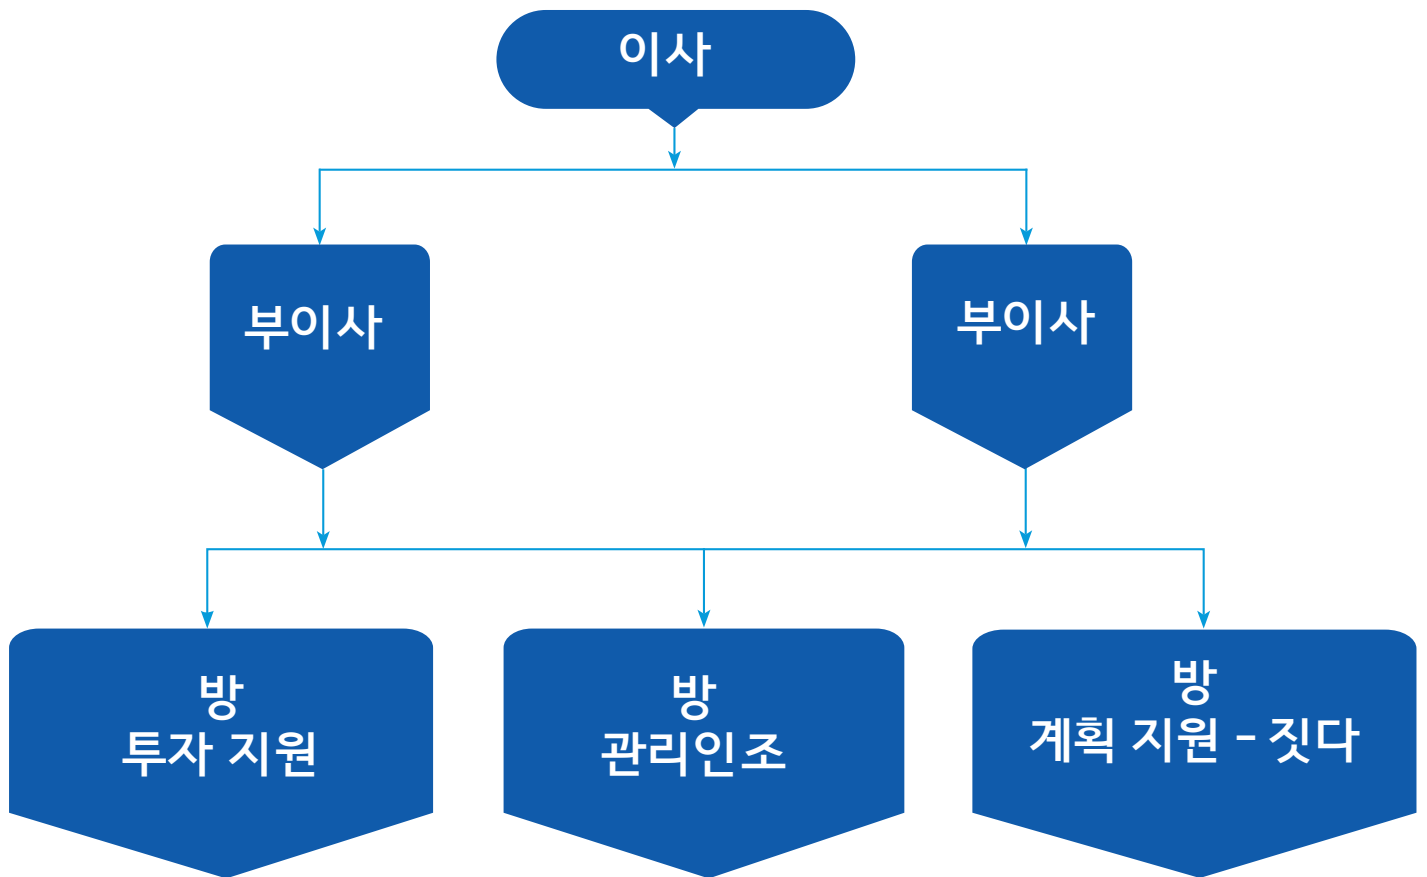 이사
부이사
부이사
방
투자 지원
방
관리인조
방
계획 지원 - 짓다